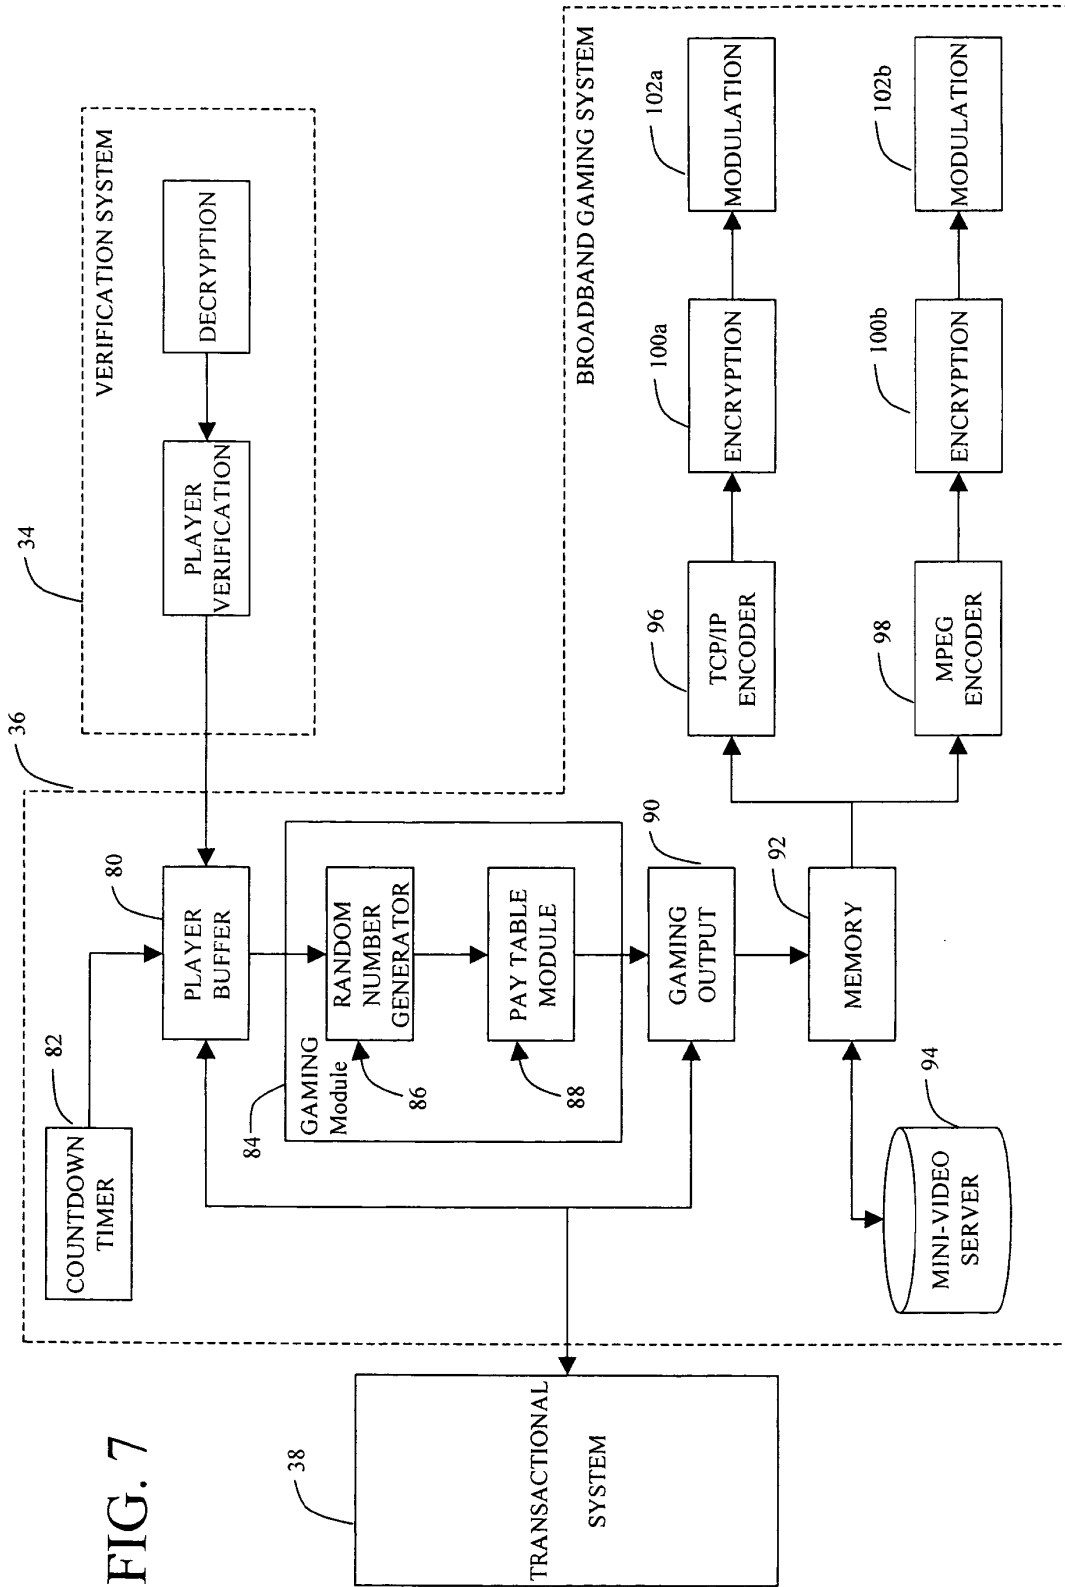 FIG. 7
38
TRANSACTIONAL
SYSTEM
36
82
COUNTDOWN
TIMER
80
PLAYER
BUFFER
84
GAMING
Module
RANDOM
NUMBER
GENERATOR
86
PAY TABLE
MODULE
88
90
GAMING
OUTPUT
92
MEMORY
94
MINI-VIDEO
SERVER
34
VERIFICATION SYSTEM
PLAYER
VERIFICATION
DECRYPTION
BROADBAND GAMING SYSTEM
96
TCP/IP
ENCODER
100a
ENCRYPTION
102a
MODULATION
98
MPEG
ENCODER
100b
ENCRYPTION
102b
MODULATION